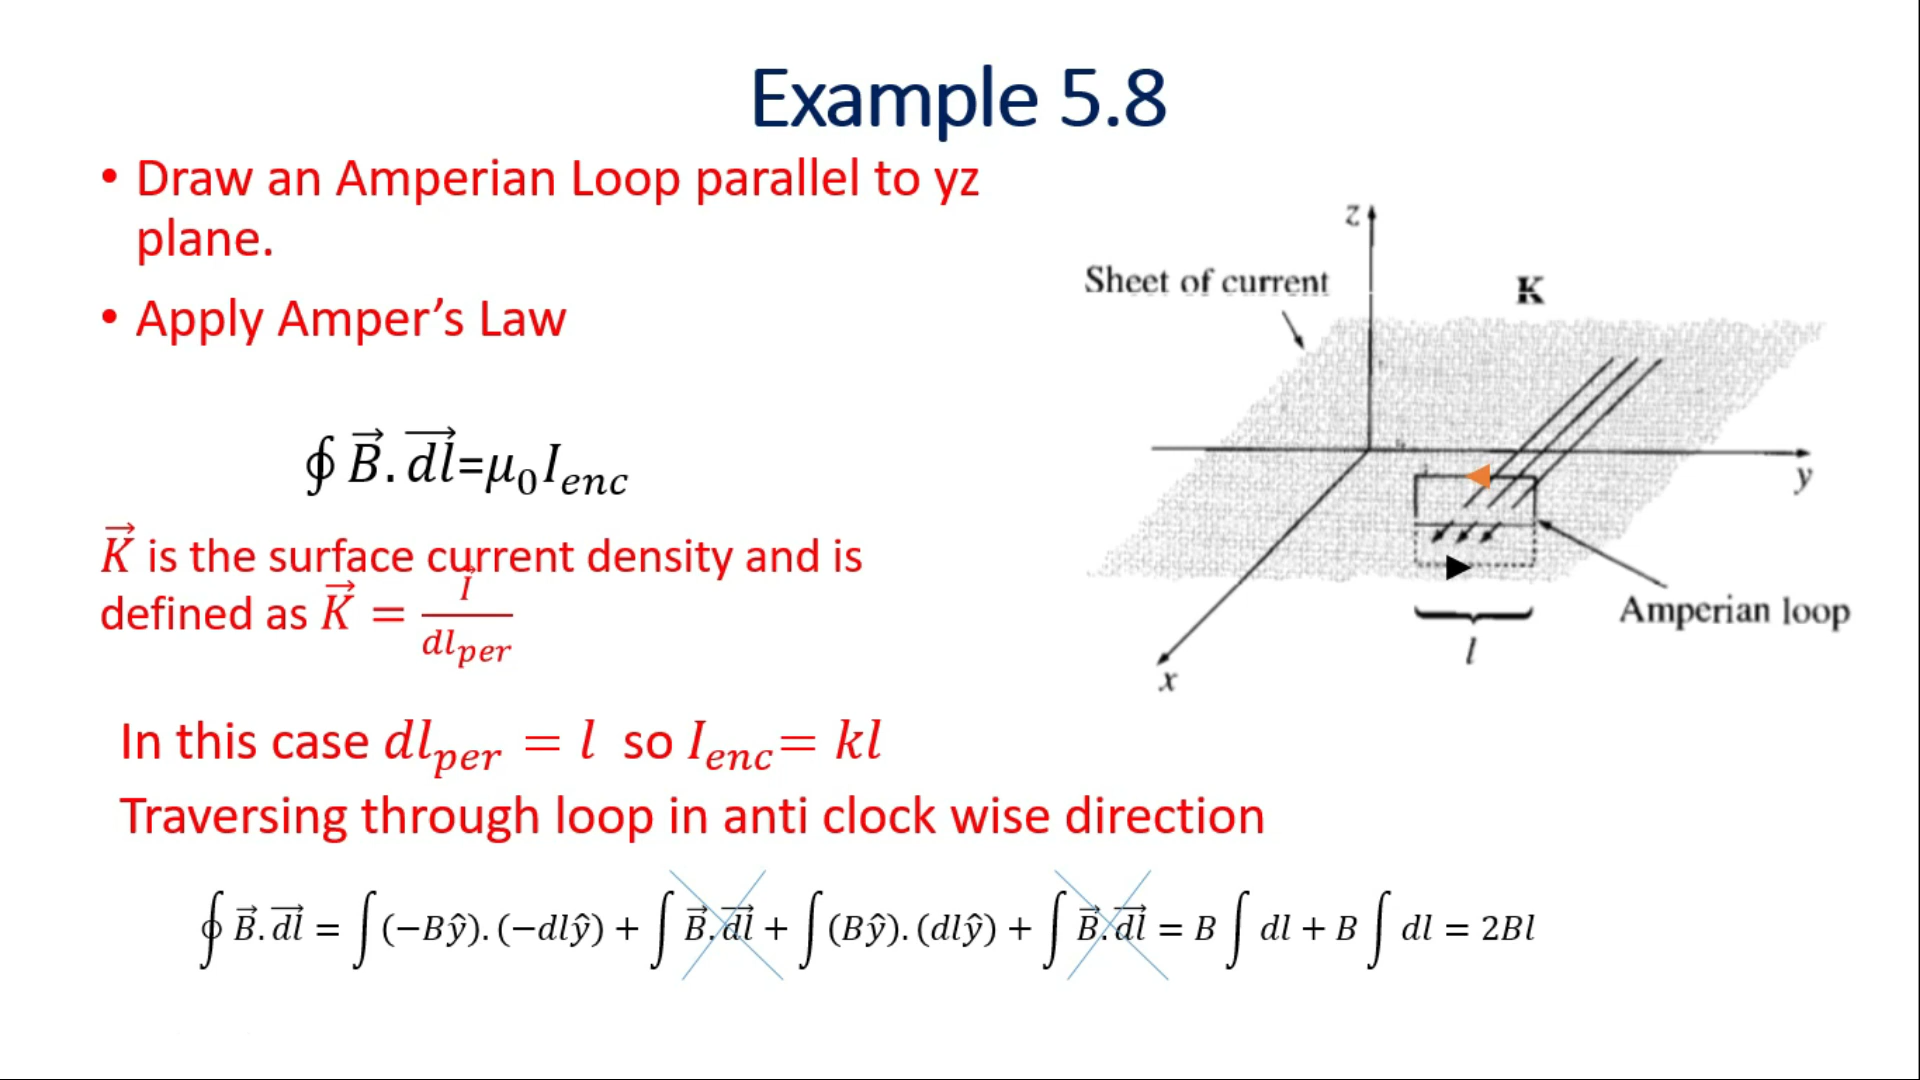 Example 5.8
• Draw an Amperian Loop parallel to yz
plane.
• Apply Amper’s Law
∮ B⃗. dl⃗=μ₀I_enc
K⃗ is the surface current density and is
defined as K⃗ = I⃗/dl_per
In this case dl_per = l so I_enc= kl
Traversing through loop in anti clock wise direction
∮ B⃗. dl⃗ = ∫(−Bŷ). (−dlŷ) + ∫ B⃗. dl⃗ + ∫(Bŷ). (dlŷ) + ∫ B⃗. dl⃗ = B ∫ dl + B ∫ dl = 2Bl
z
Sheet of current
K
y
Amperian loop
l
x